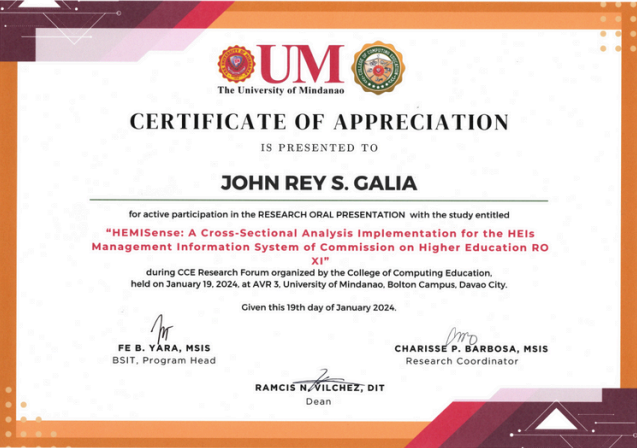 UM
The University of Mindanao
COLLEGE OF COMPUTING EDUCATION
CERTIFICATE OF APPRECIATION
IS PRESENTED TO
JOHN REY S. GALIA
for active participation in the RESEARCH ORAL PRESENTATION with the study entitled
“HEMISense: A Cross-Sectional Analysis Implementation for the HEIs
Management Information System of Commission on Higher Education RO
XI”
during CCE Research Forum organized by the College of Computing Education,
held on January 19, 2024, at AVR 3, University of Mindanao, Bolton Campus, Davao City.
Given this 19th day of January 2024.
FE B. YARA, MSIS
BSIT, Program Head
CHARISSE P. BARBOSA, MSIS
Research Coordinator
RAMCIS N. VILCHEZ, DIT
Dean